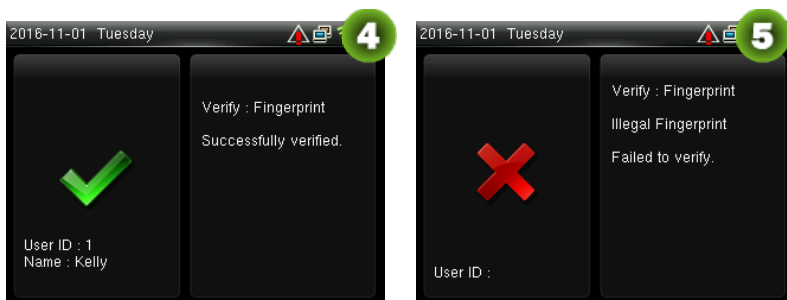 2016-11-01 Tuesday
4
Verify : Fingerprint
Successfully verified.
User ID : 1
Name : Kelly
2016-11-01 Tuesday
5
Verify : Fingerprint
Illegal Fingerprint
Failed to verify.
User ID :